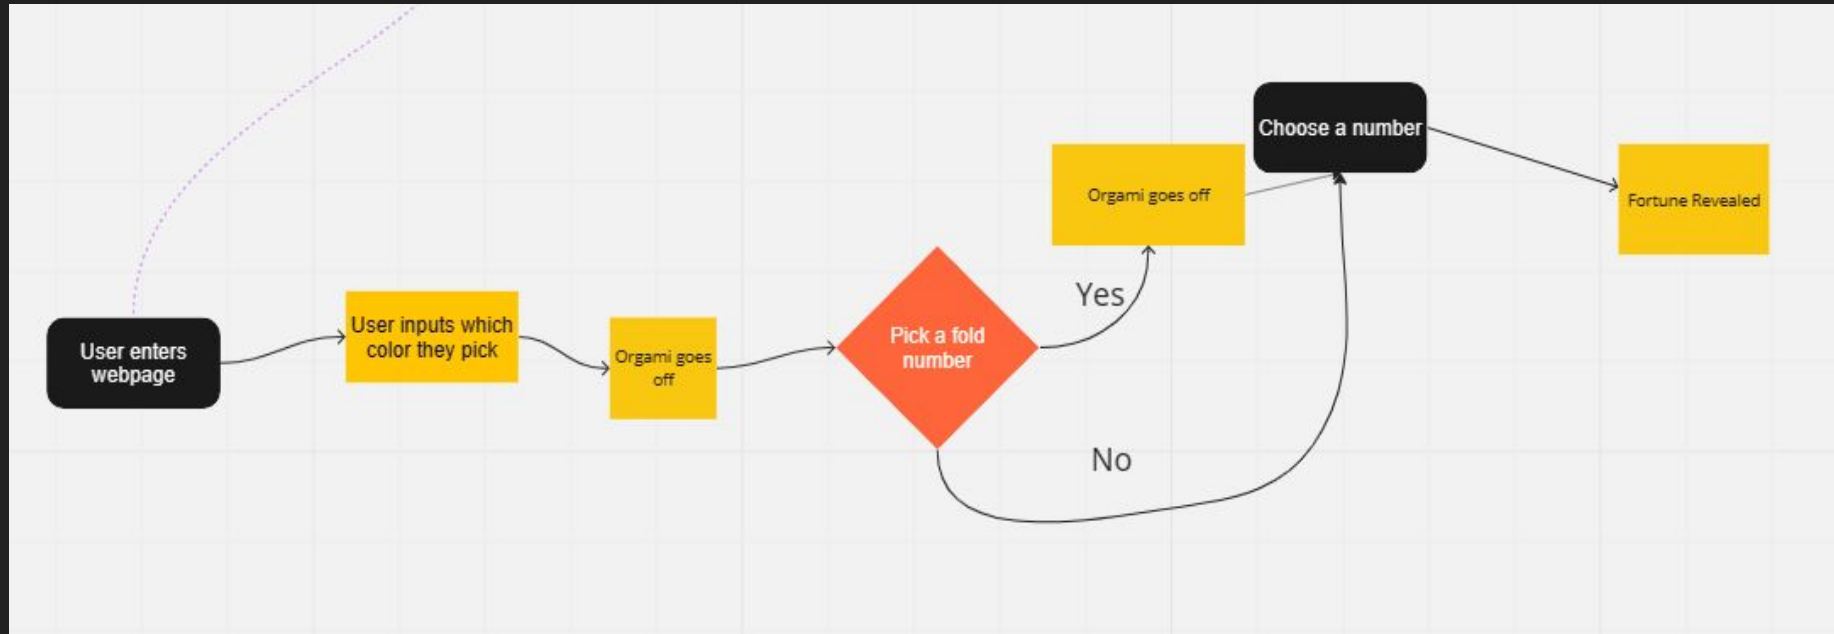 User enters
webpage
User inputs which
color they pick
Orgami goes
off
Pick a fold
number
Yes
No
Orgami goes off
Choose a number
Fortune Revealed